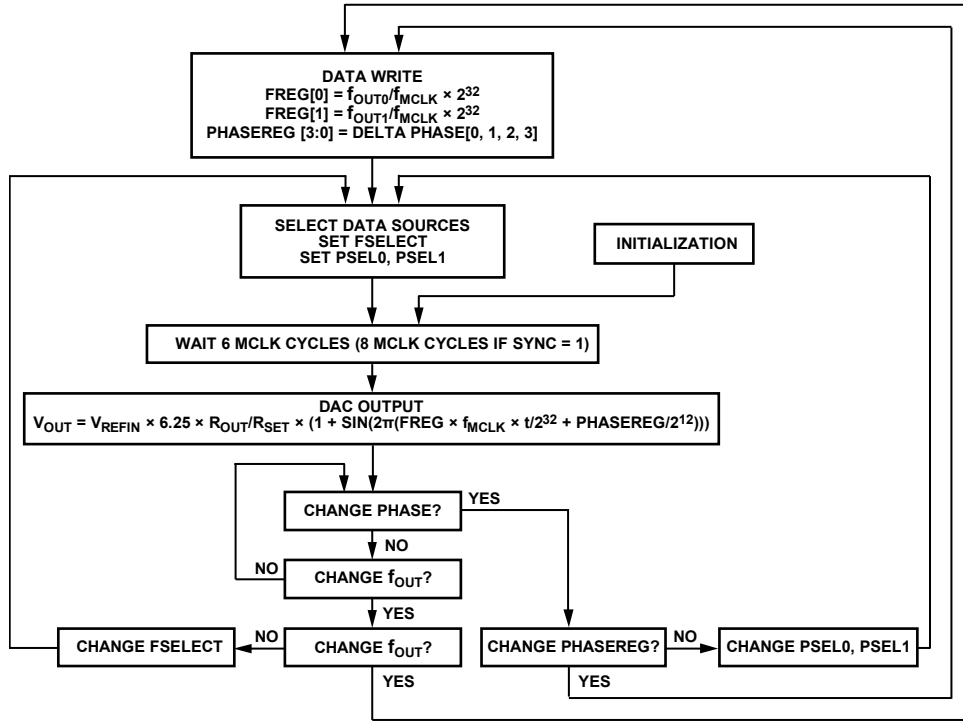 DATA WRITE
FREG[0] = fOUT0/fMCLK × 2³²
FREG[1] = fOUT1/fMCLK × 2³²
PHASEREG [3:0] = DELTA PHASE[0, 1, 2, 3]
SELECT DATA SOURCES
SET FSELECT
SET PSEL0, PSEL1
INITIALIZATION
WAIT 6 MCLK CYCLES (8 MCLK CYCLES IF SYNC = 1)
DAC OUTPUT
VOUT = VREFIN × 6.25 × ROUT/RSET × (1 + SIN(2π(FREG × fMCLK × t/2³² + PHASEREG/2¹²)))
CHANGE PHASE?
YES
NO
NO
CHANGE fOUT?
YES
CHANGE FSELECT
NO
CHANGE fOUT?
YES
CHANGE PHASEREG?
NO
CHANGE PSEL0, PSEL1
YES